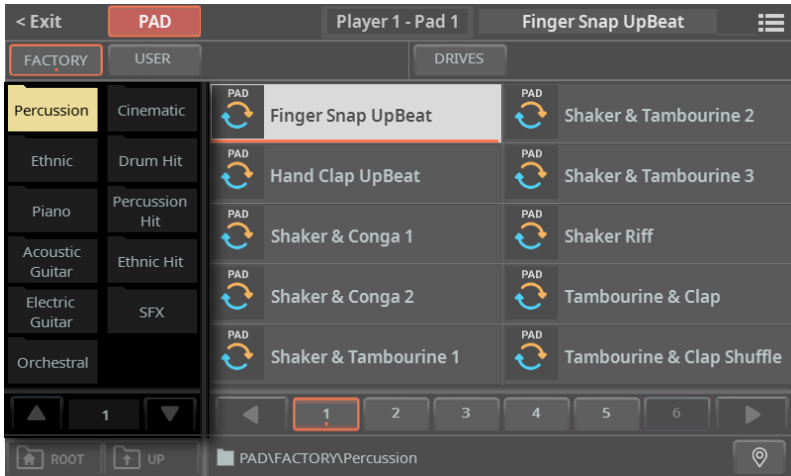 < Exit
PAD
Player 1 - Pad 1
Finger Snap UpBeat
FACTORY
USER
DRIVES
Percussion
Cinematic
Ethnic
Drum Hit
Piano
Percussion
Hit
Acoustic
Guitar
Ethnic Hit
Electric
Guitar
SFX
Orchestral
1
PAD
Finger Snap UpBeat
PAD
Shaker & Tambourine 2
PAD
Hand Clap UpBeat
PAD
Shaker & Tambourine 3
PAD
Shaker & Conga 1
PAD
Shaker Riff
PAD
Shaker & Conga 2
PAD
Tambourine & Clap
PAD
Shaker & Tambourine 1
PAD
Tambourine & Clap Shuffle
1
2
3
4
5
6
ROOT
UP
PAD\FACTORY\Percussion